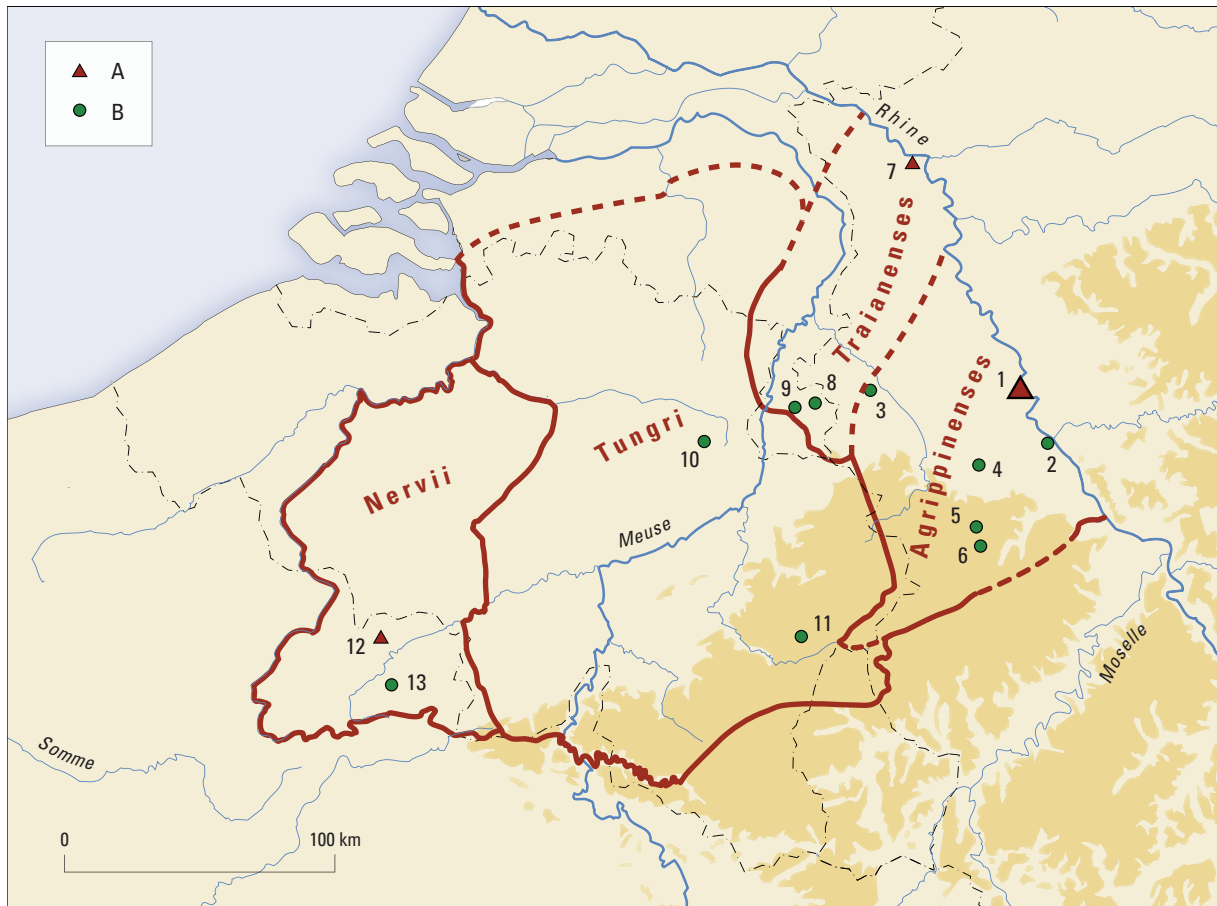 A
B
Rhine
7
Traianenses
1
9
8
3
Agrippinenses
Tungri
10
2
4
Nervii
Meuse
5
6
11
12
Moselle
13
Somme
0
100 km